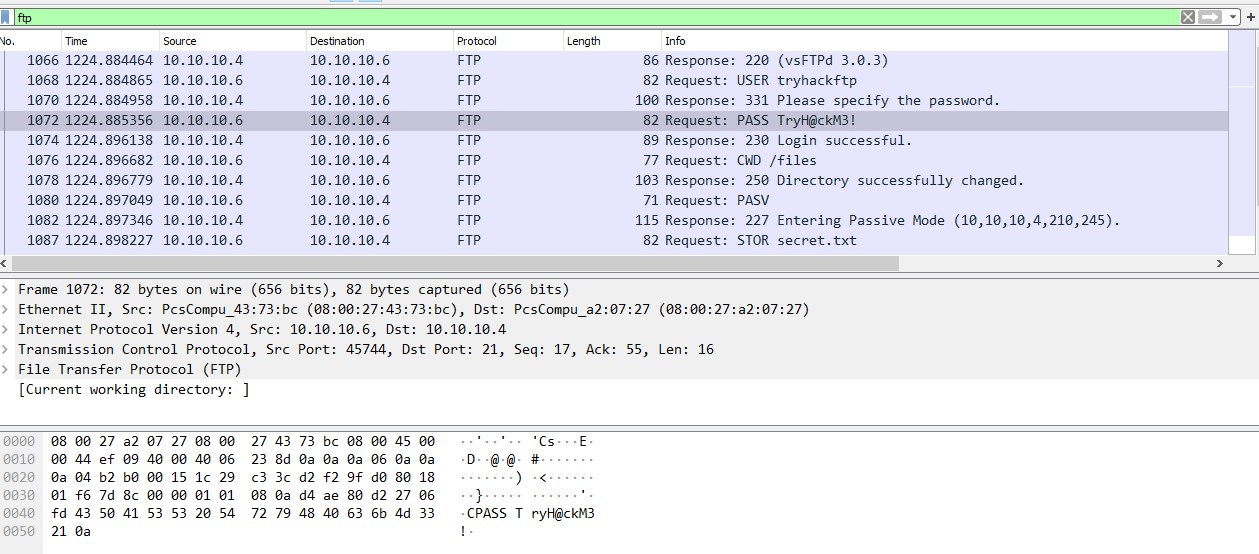 ftp
No. Time Source Destination Protocol Length Info
1066 1224.884464 10.10.10.4 10.10.10.6 FTP 86 Response: 220 (vsFTPd 3.0.3)
1068 1224.884865 10.10.10.6 10.10.10.4 FTP 82 Request: USER tryhackftp
1070 1224.884958 10.10.10.4 10.10.10.6 FTP 100 Response: 331 Please specify the password.
1072 1224.885356 10.10.10.6 10.10.10.4 FTP 82 Request: PASS TryH@ckM3!
1074 1224.896138 10.10.10.4 10.10.10.6 FTP 89 Response: 230 Login successful.
1076 1224.896682 10.10.10.6 10.10.10.4 FTP 77 Request: CWD /files
1078 1224.896779 10.10.10.4 10.10.10.6 FTP 103 Response: 250 Directory successfully changed.
1080 1224.897049 10.10.10.6 10.10.10.4 FTP 71 Request: PASV
1082 1224.897346 10.10.10.4 10.10.10.6 FTP 115 Response: 227 Entering Passive Mode (10,10,10,4,210,245).
1087 1224.898227 10.10.10.6 10.10.10.4 FTP 82 Request: STOR secret.txt
Frame 1072: 82 bytes on wire (656 bits), 82 bytes captured (656 bits)
Ethernet II, Src: PcsCompu_43:73:bc (08:00:27:43:73:bc), Dst: PcsCompu_a2:07:27 (08:00:27:a2:07:27)
Internet Protocol Version 4, Src: 10.10.10.6, Dst: 10.10.10.4
Transmission Control Protocol, Src Port: 45744, Dst Port: 21, Seq: 17, Ack: 55, Len: 16
File Transfer Protocol (FTP)
[Current working directory: ]
0000 08 00 27 a2 07 27 08 00 27 43 73 bc 08 00 45 00 ··'··'·· 'Cs···E·
0010 00 44 ef 09 40 00 40 06 23 8d 0a 0a 0a 06 0a 0a ·D··@·@· #·······
0020 0a 04 b2 b0 00 15 1c 29 c3 3c d2 f2 9f d0 80 18 ·······) ·<······
0030 01 f6 7d 8c 00 00 01 01 08 0a d4 ae 80 d2 27 06 ··}····· ······'·
0040 fd 43 50 41 53 53 20 54 72 79 48 40 63 6b 4d 33 ·CPASS T ryH@ckM3
0050 21 0a !·